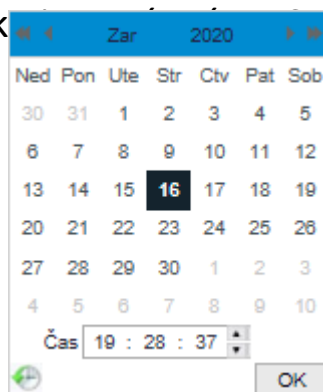 k
Zar 2020
Ned Pon Ute Str Ctv Pat Sob
30 31 1 2 3 4 5
6 7 8 9 10 11 12
13 14 15 16 17 18 19
20 21 22 23 24 25 26
27 28 29 30 1 2 3
4 5 6 7 8 9 10
Čas 19 : 28 : 37
OK